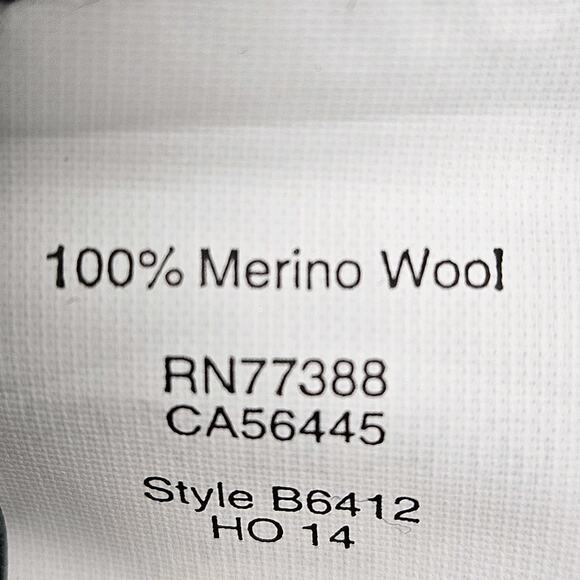 100% Merino Wool
RN77388
CA56445
Style B6412
HO 14